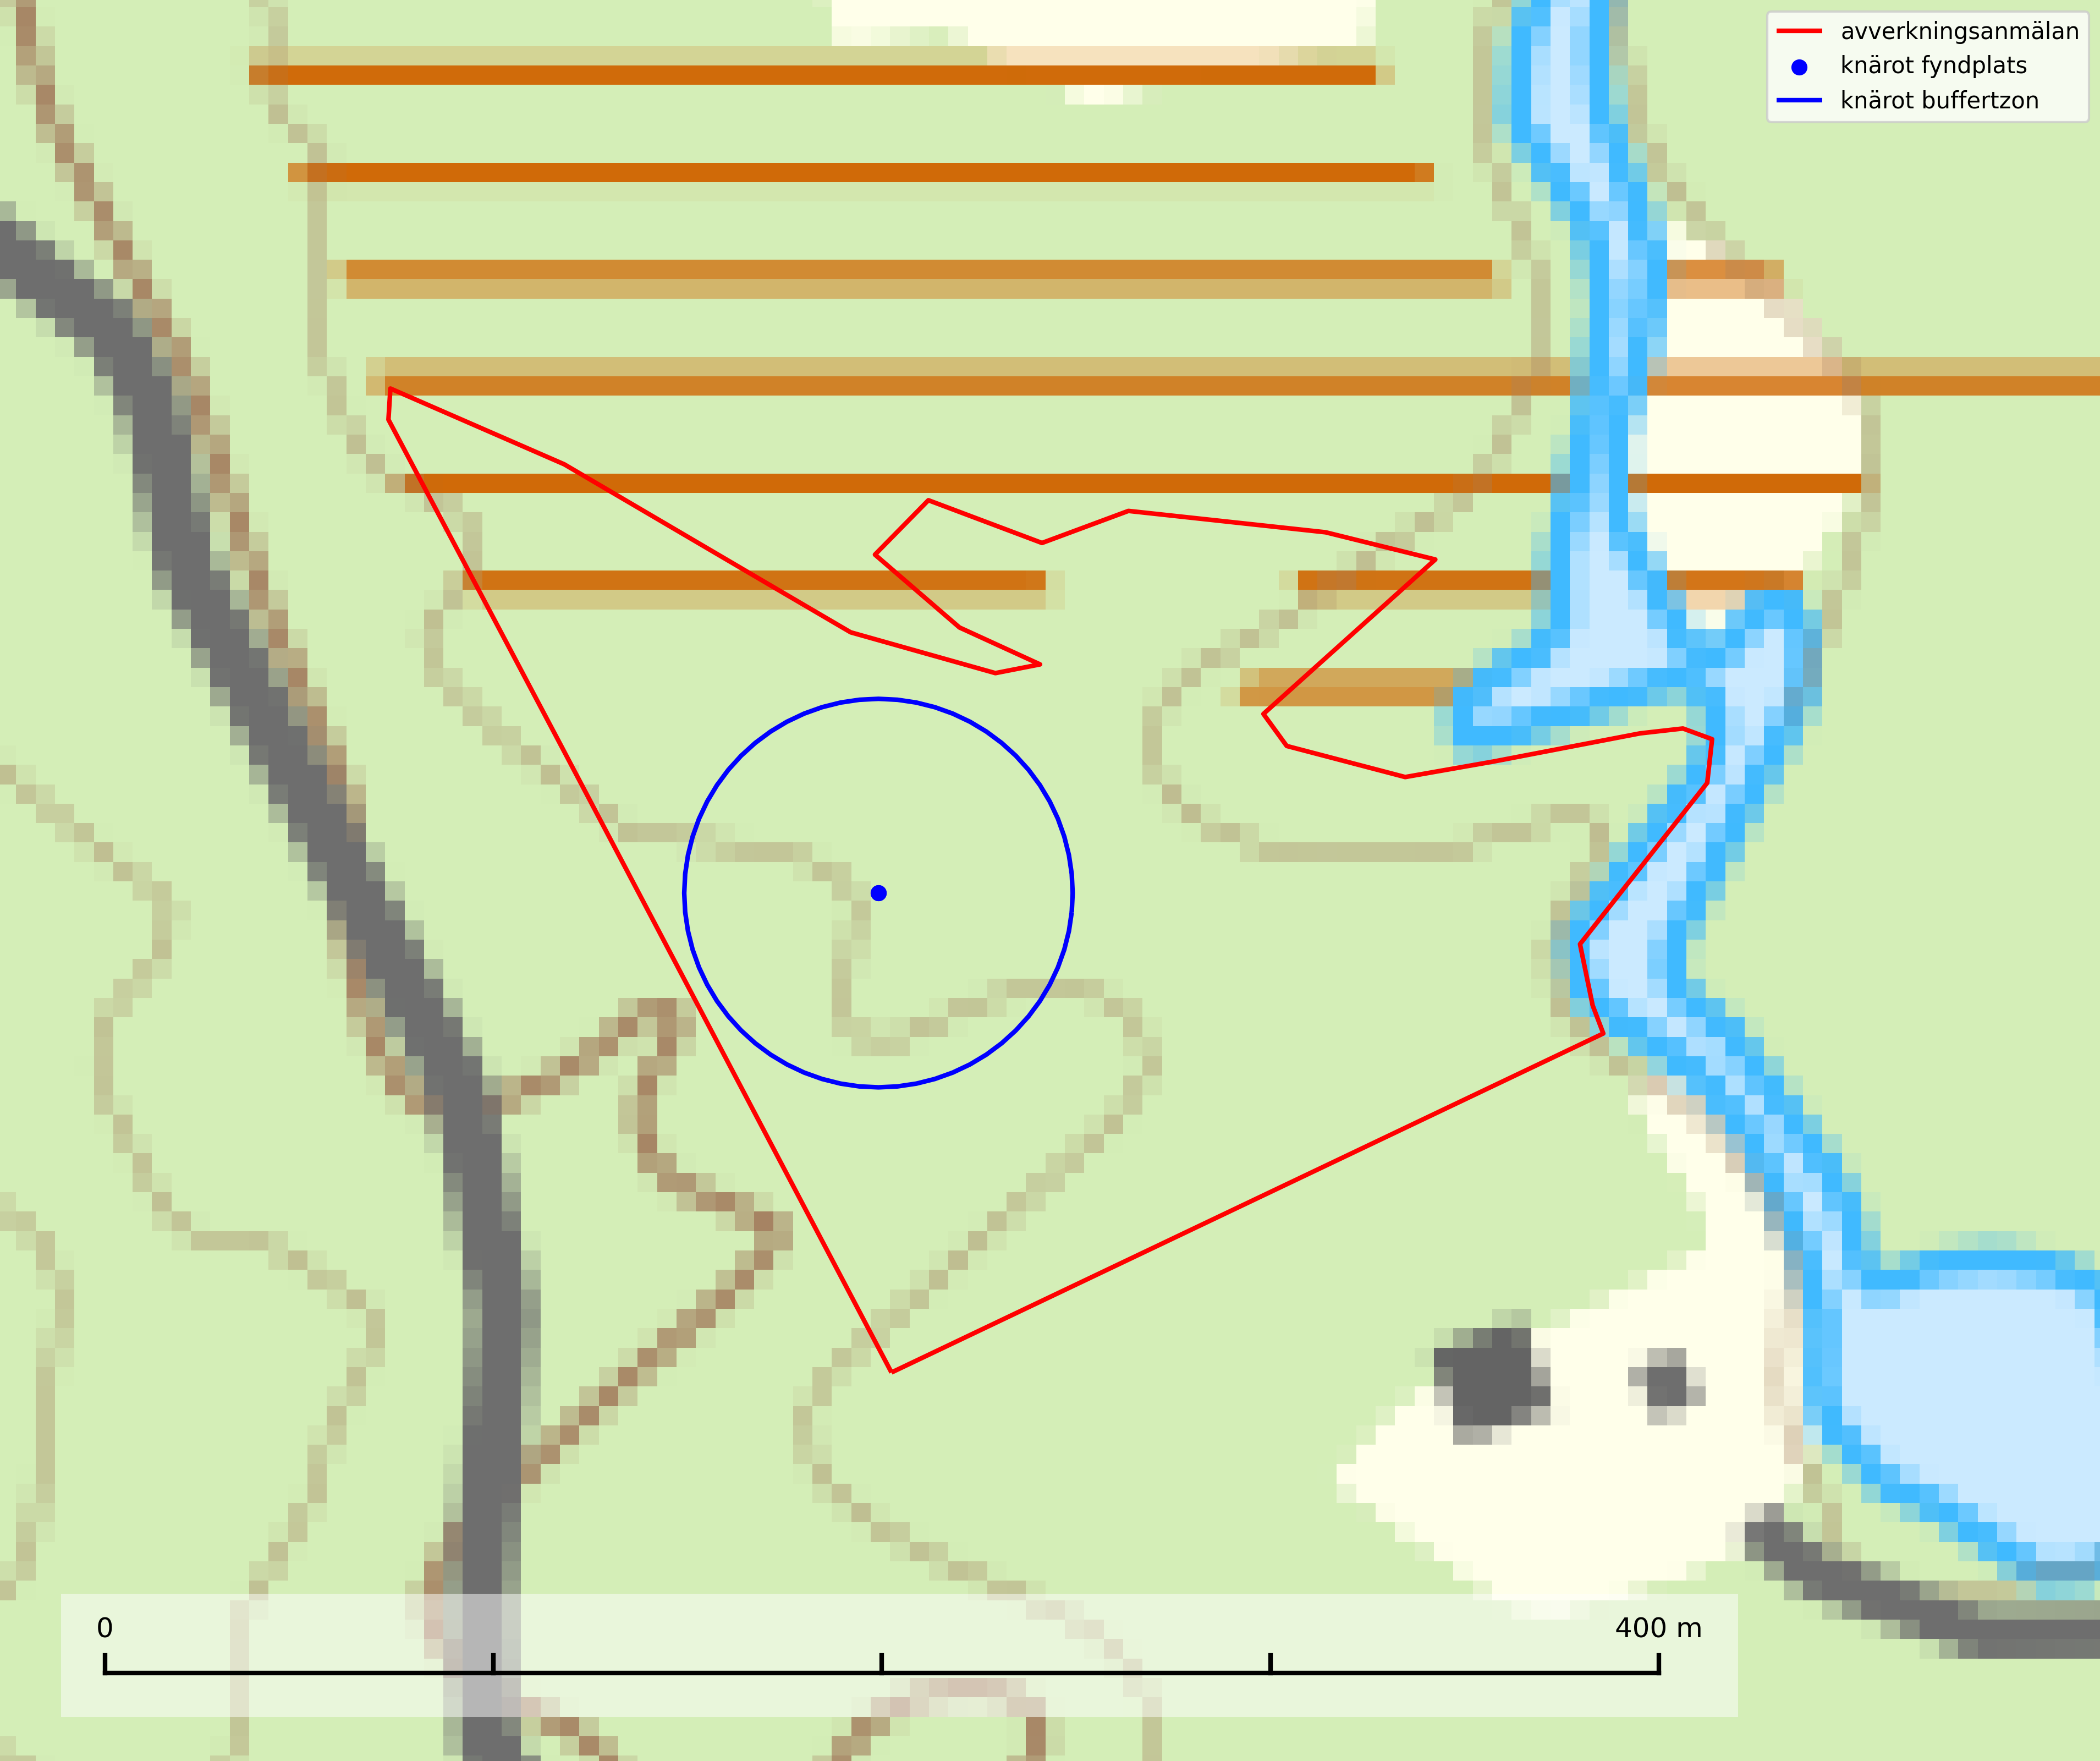 avverkningsanmälan
knärot fyndplats
knärot buffertzon
0
400 m